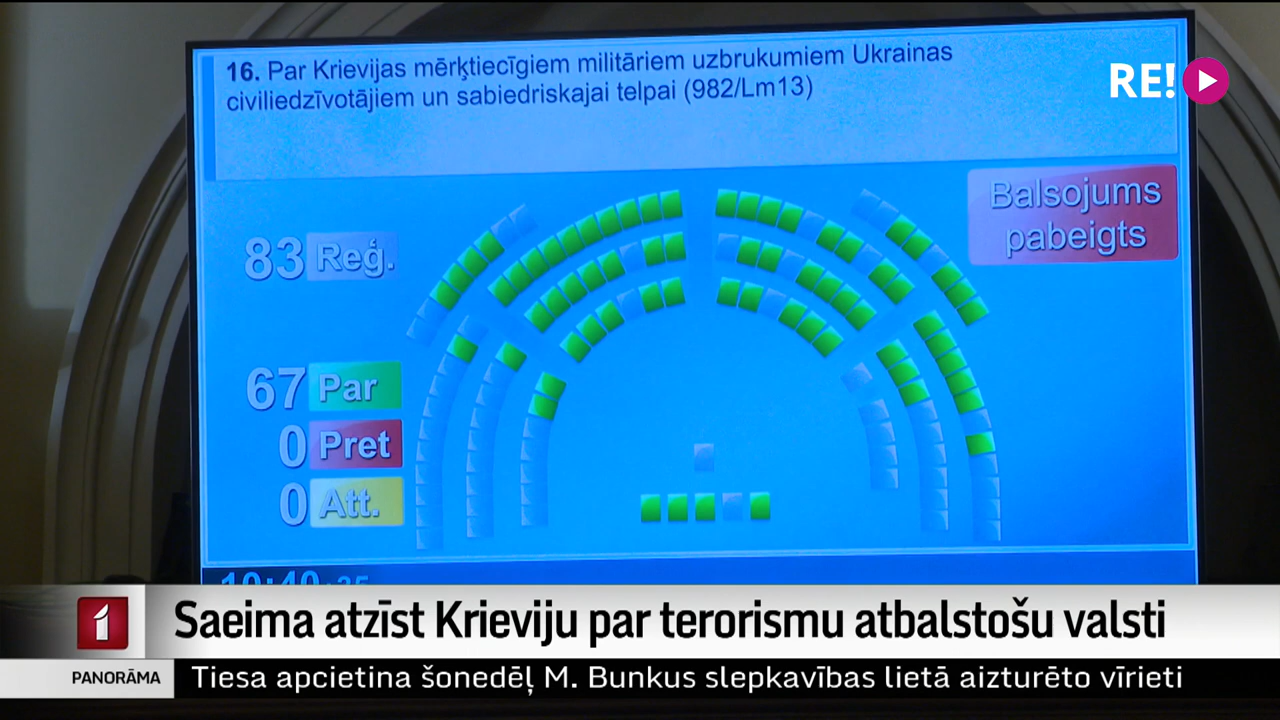 16. Par Krievijas mērķtiecīgiem militāriem uzbrukumiem Ukrainas
civiliedzīvotājiem un sabiedriskajai telpai (982/Lm13)
RE!
Balsojums
pabeigts
83 Reģ.
67 Par
0 Pret
0 Att.
1
Saeima atzīst Krieviju par terorismu atbalstošu valsti
PANORĀMA
Tiesa apcietina šonedēļ M. Bunkus slepkavības lietā aizturēto vīrieti